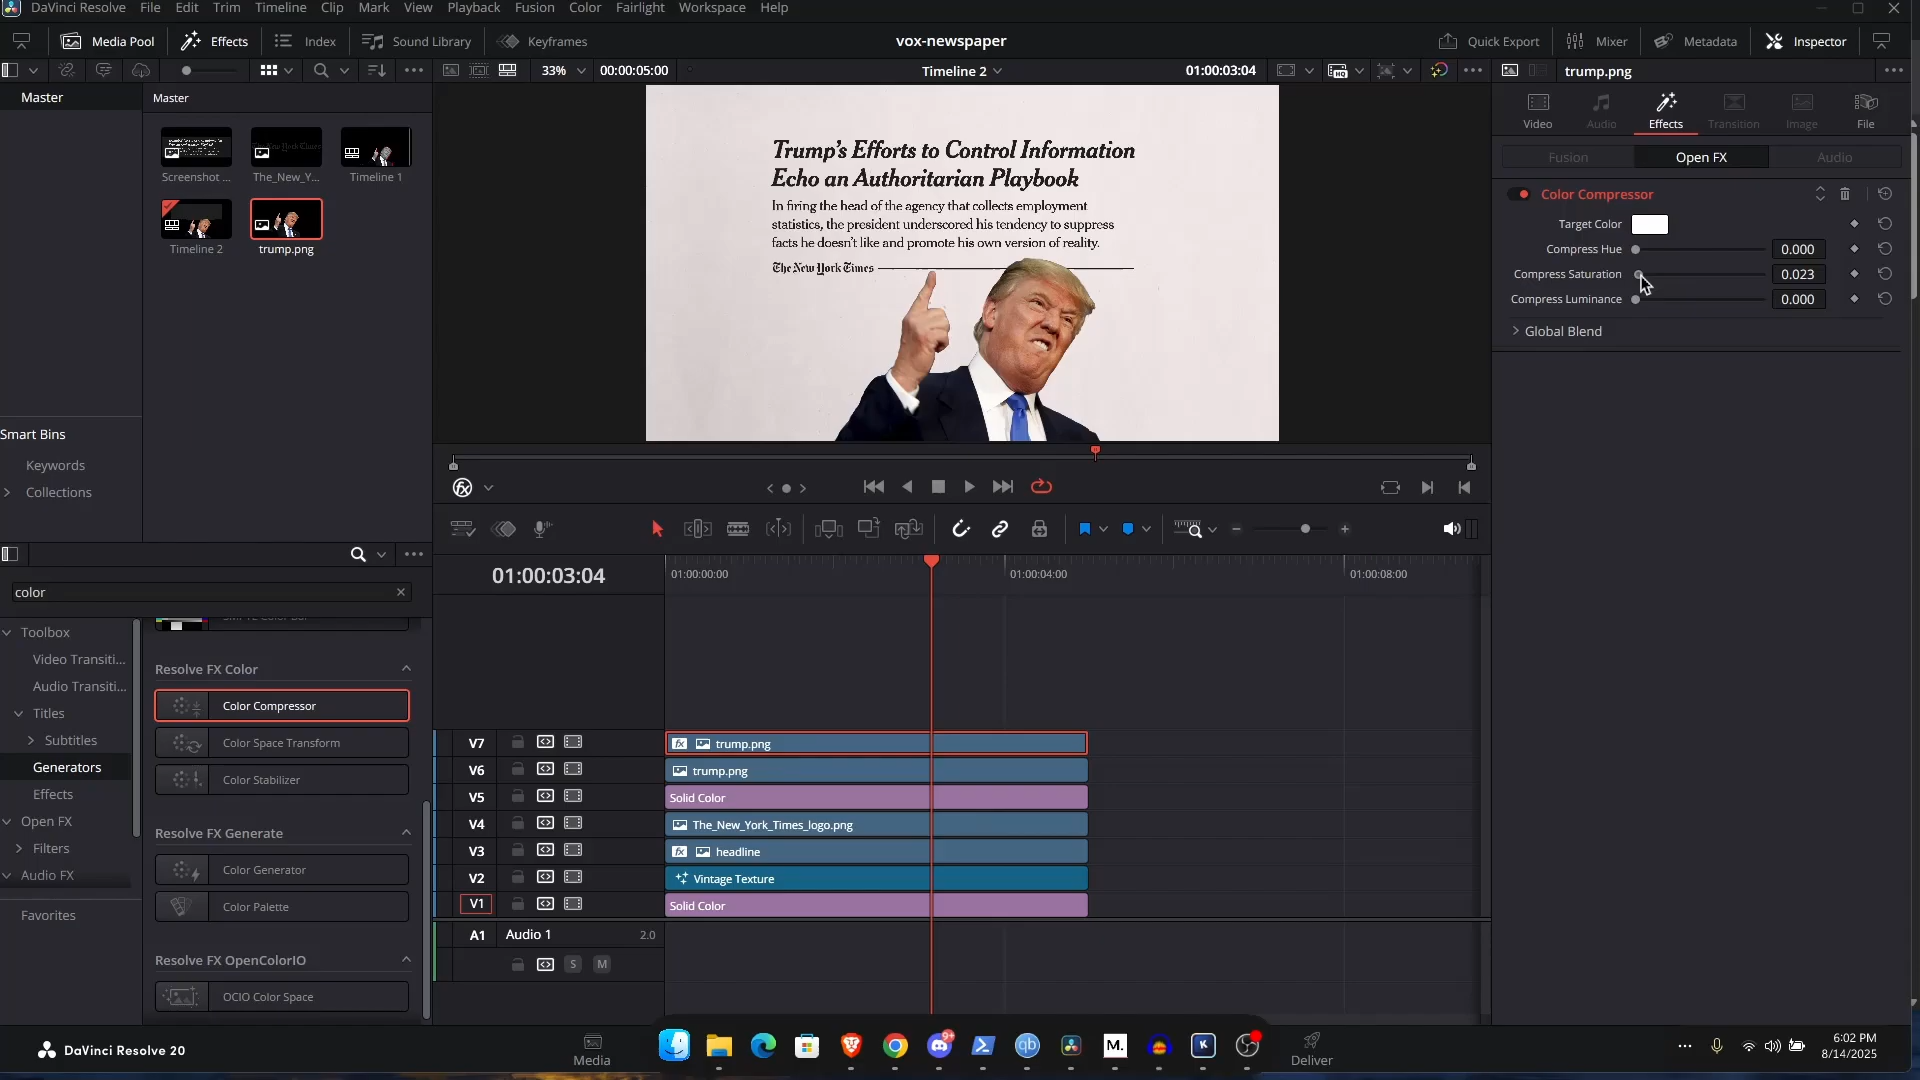 DaVinci Resolve File Edit Trim Timeline Clip Mark View Playback Fusion Color Fairlight Workspace Help
Media Pool Effects Index Sound Library Keyframes vox-newspaper Quick Export Mixer Metadata Inspector
33% 00:00:05:00 Timeline 2 01:00:03:04 trump.png
Master
Master
Screenshot ... The_New_Y... Timeline 1
Timeline 2 trump.png
Smart Bins
Keywords
Collections
Trump's Efforts to Control Information
Echo an Authoritarian Playbook
In firing the head of the agency that collects employment
statistics, the president underscored his tendency to suppress
facts he doesn't like and promote his own version of reality.
The New York Times
Video Audio Effects Transition Image File
Fusion Open FX Audio
Color Compressor
Target Color
Compress Hue 0.000
Compress Saturation 0.023
Compress Luminance 0.000
Global Blend
color
Toolbox
Video Transiti...
Audio Transiti...
Titles
Subtitles
Generators
Effects
Open FX
Filters
Audio FX
Favorites
Resolve FX Color
Color Compressor
Color Space Transform
Color Stabilizer
Resolve FX Generate
Color Generator
Color Palette
Resolve FX OpenColorIO
OCIO Color Space
01:00:03:04 01:00:00:00 01:00:04:00 01:00:08:00
V7 fx trump.png
V6 trump.png
V5 Solid Color
V4 The_New_York_Times_logo.png
V3 fx headline
V2 Vintage Texture
V1 Solid Color
A1 Audio 1 2.0
S M
DaVinci Resolve 20
Media Deliver
9+ qb M. K
6:02 PM
8/14/2025